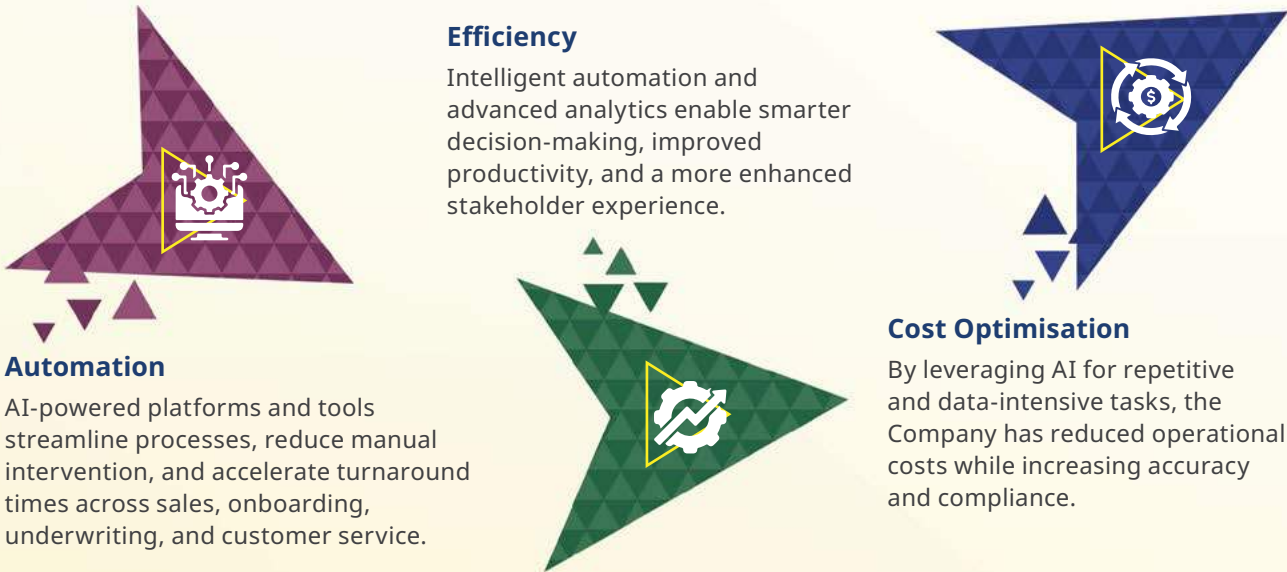 Automation
AI-powered platforms and tools
streamline processes, reduce manual
intervention, and accelerate turnaround
times across sales, onboarding,
underwriting, and customer service.
Efficiency
Intelligent automation and
advanced analytics enable smarter
decision-making, improved
productivity, and a more enhanced
stakeholder experience.
Cost Optimisation
By leveraging AI for repetitive
and data-intensive tasks, the
Company has reduced operational
costs while increasing accuracy
and compliance.
$